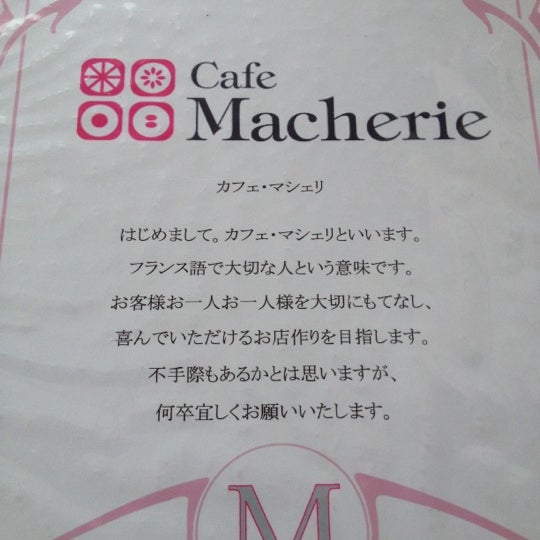 Cafe
Macherie
カフェ・マシェリ
はじめまして。カフェ・マシェリといいます。
フランス語で大切な人という意味です。
お客様お一人お一人様を大切にもてなし、
喜んでいただけるお店作りを目指します。
不手際もあるかとは思いますが、
何卒宜しくお願いいたします。
M